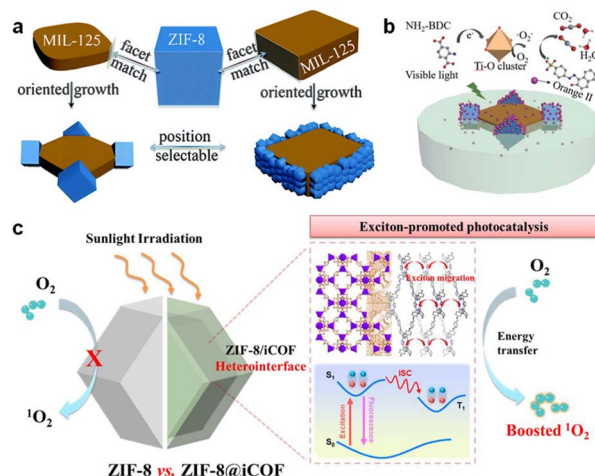 a
MIL-125
ZIF-8
MIL-125
facet
match
facet
match
oriented growth
oriented growth
position
selectable
b
NH₂-BDC
Visible light
e⁻
Ti-O cluster
·O₂⁻
O₂
CO₂
H₂O
Orange II
c
Sunlight Irradiation
O₂
X
¹O₂
ZIF-8/iCOF
Heterointerface
ZIF-8 vs. ZIF-8@iCOF
Exciton-promoted photocatalysis
Exciton migration
S₁
ISC
T₁
Excitation
Fluorescence
S₀
O₂
Energy
transfer
Boosted ¹O₂